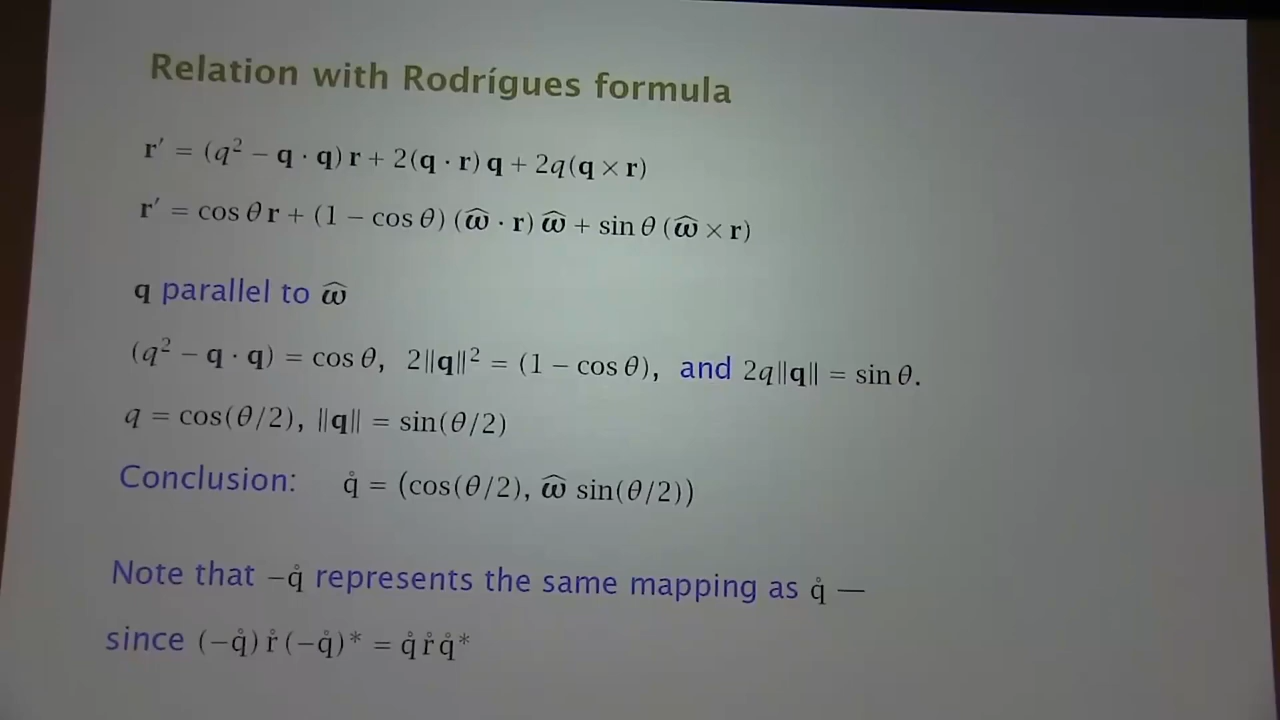 Relation with Rodrígues formula
r′ = (q² − q · q) r + 2(q · r) q + 2q(q × r)
r′ = cos θ r + (1 − cos θ) (ω̂ · r) ω̂ + sin θ (ω̂ × r)
q parallel to ω̂
(q² − q · q) = cos θ, 2‖q‖² = (1 − cos θ), and 2q‖q‖ = sin θ.
q = cos(θ/2), ‖q‖ = sin(θ/2)
Conclusion: q̊ = (cos(θ/2), ω̂ sin(θ/2))
Note that −q̊ represents the same mapping as q̊ —
since (−q̊) r̊ (−q̊)* = q̊ r̊ q̊*